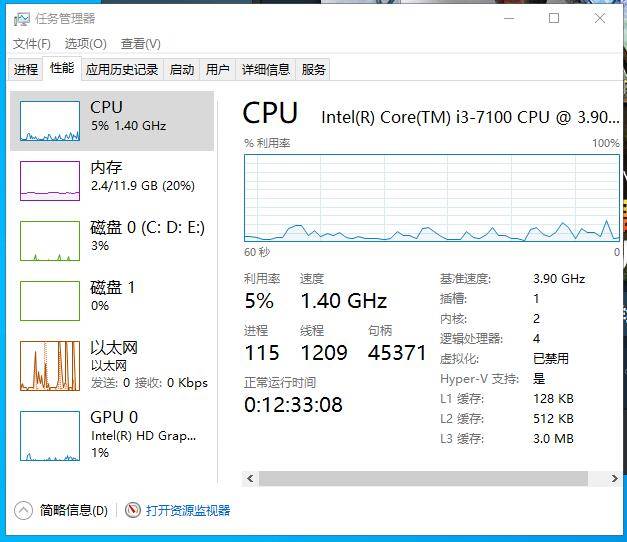 任务管理器
文件(F) 选项(O) 查看(V)
进程 性能 应用历史记录 启动 用户 详细信息 服务
CPU
5% 1.40 GHz
内存
2.4/11.9 GB (20%)
磁盘 0 (C: D: E:)
3%
磁盘 1
0%
以太网
以太网
发送: 0 接收: 0 Kbps
GPU 0
Intel(R) HD Grap...
1%
CPU Intel(R) Core(TM) i3-7100 CPU @ 3.90...
% 利用率 100%
60 秒 0
利用率 速度
5% 1.40 GHz
进程 线程 句柄
115 1209 45371
正常运行时间
0:12:33:08
基准速度: 3.90 GHz
插槽: 1
内核: 2
逻辑处理器: 4
虚拟化: 已禁用
Hyper-V 支持: 是
L1 缓存: 128 KB
L2 缓存: 512 KB
L3 缓存: 3.0 MB
简略信息(D) 打开资源监视器